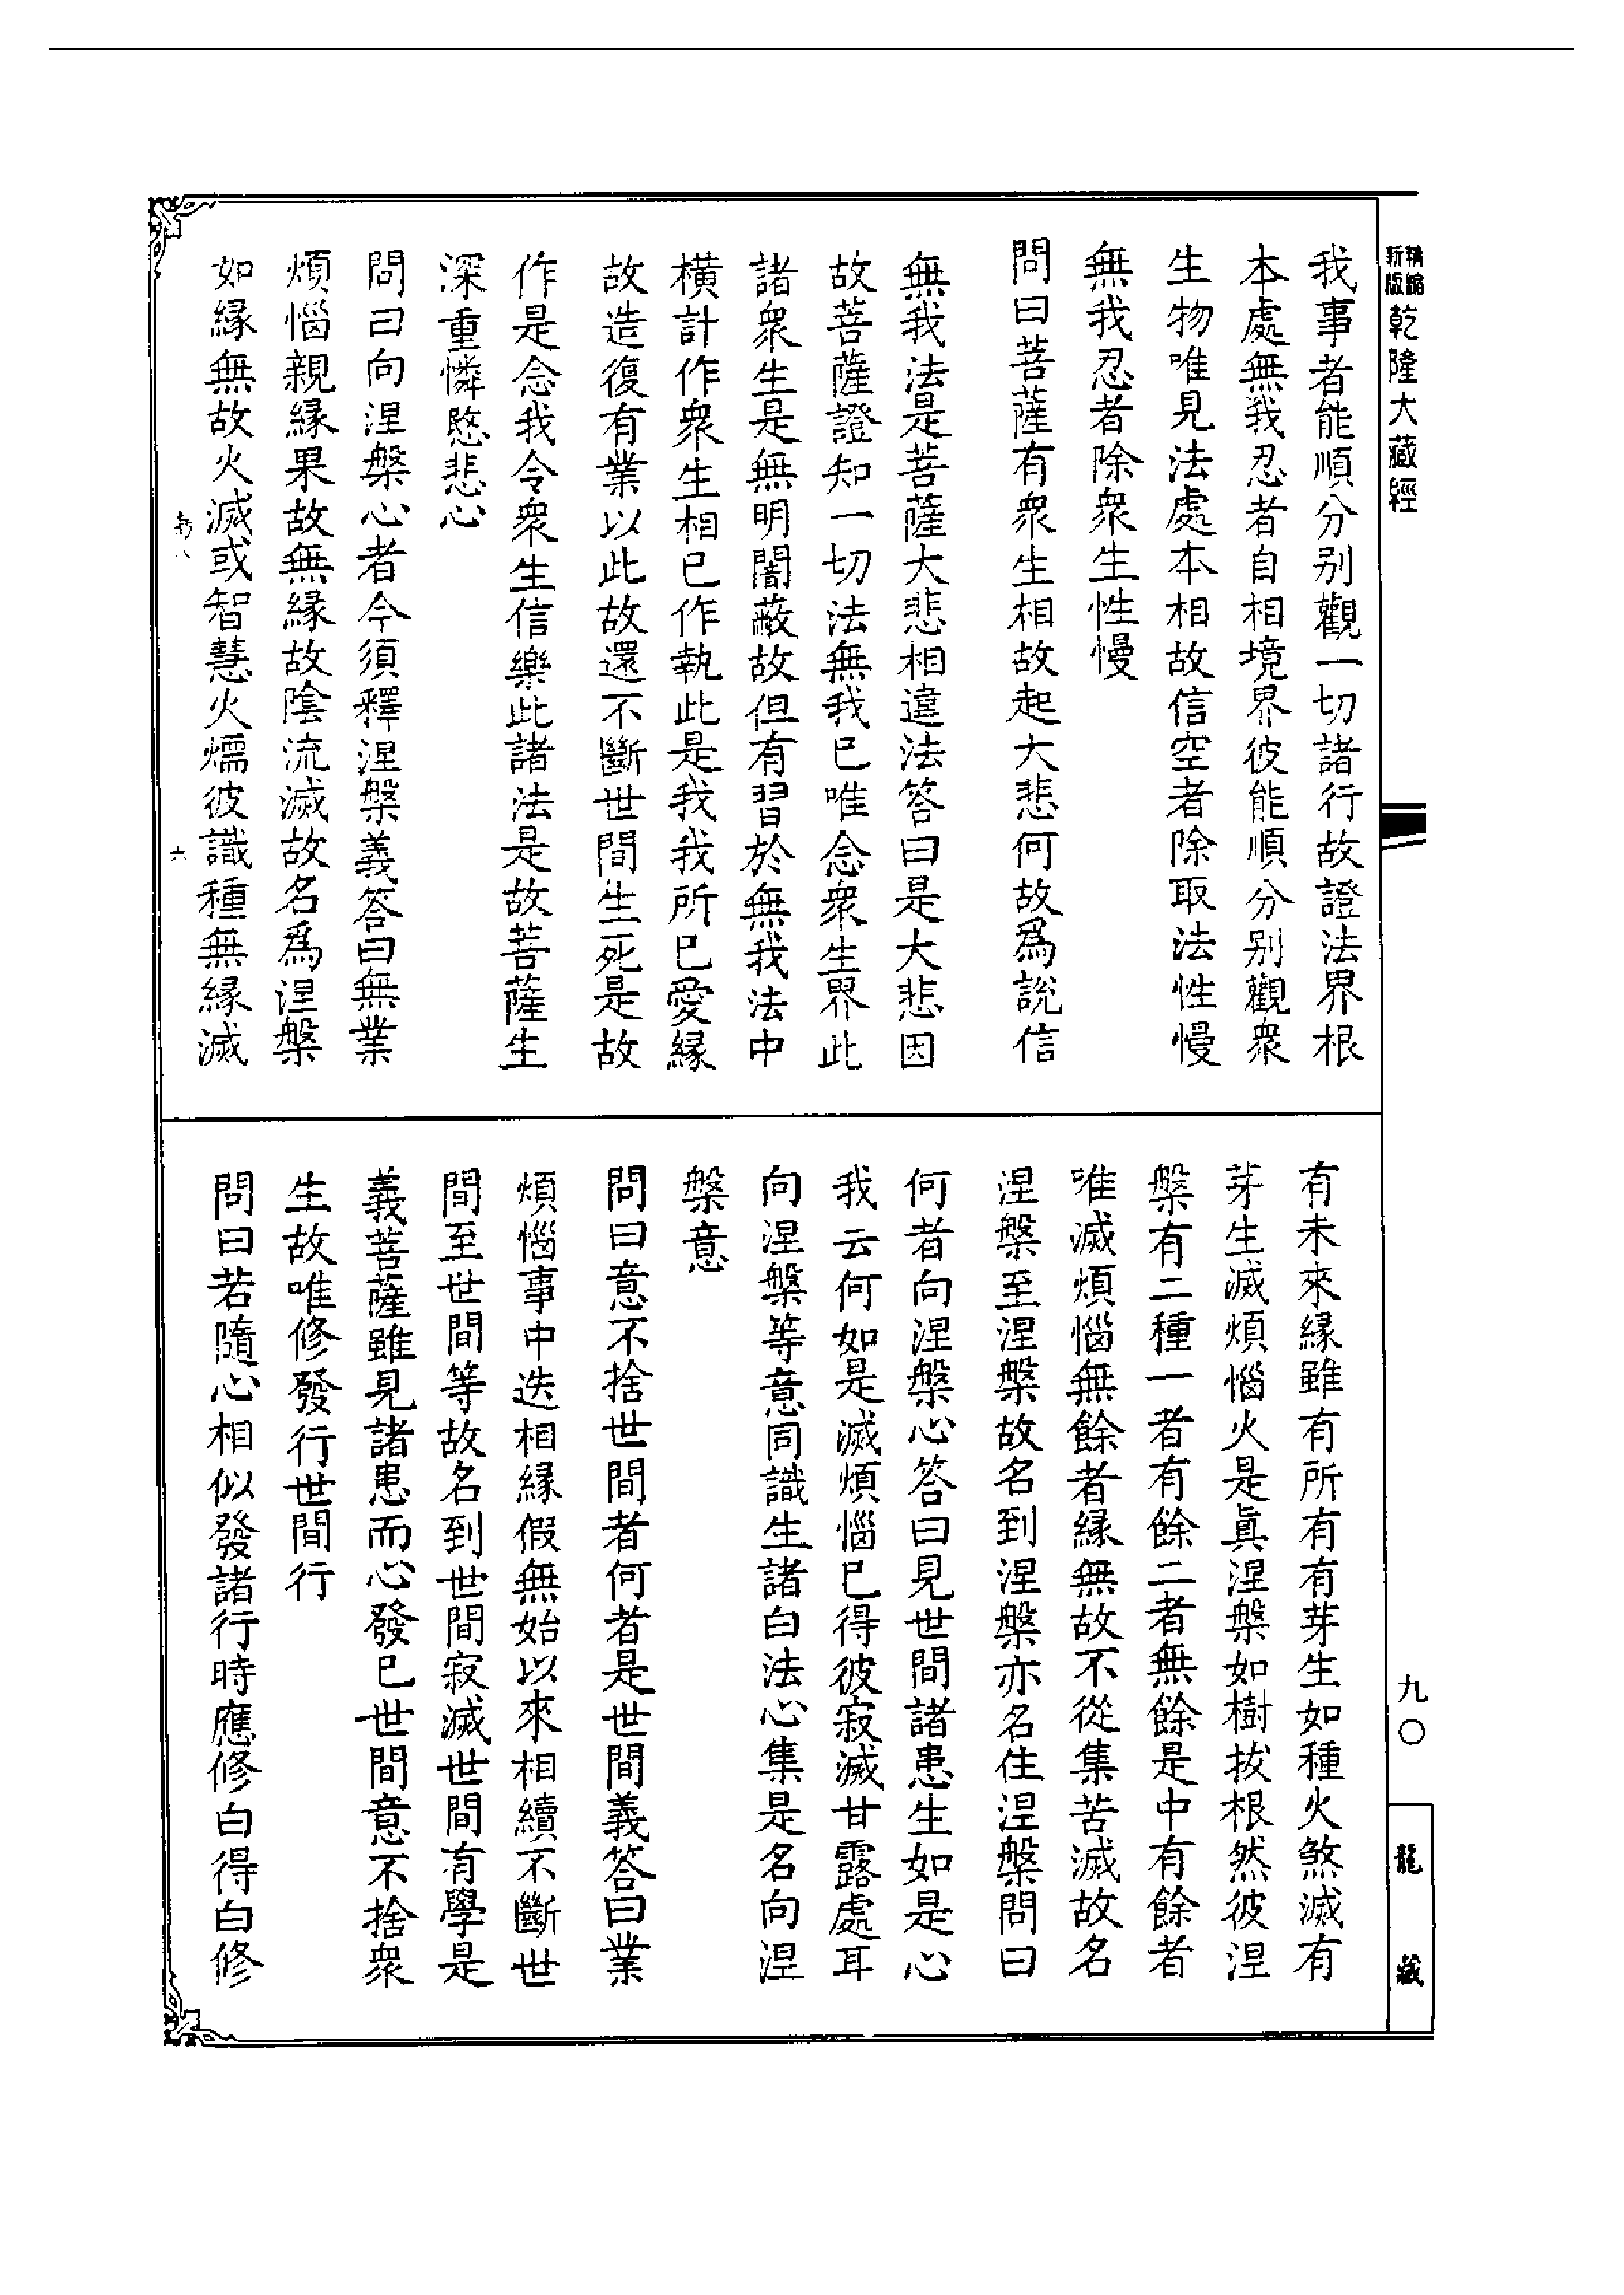 精縮新版乾隆大藏經
我事者能順分別觀一切諸行故證法界根
本處無我忍者自相境界彼能順分別觀衆
生物唯見法處本相故信空者除取法性慢
無我忍者除衆生性慢
問曰菩薩有衆生相故起大悲何故爲說信
無我法是菩薩大悲相違法答曰是大悲因
故菩薩證知一切法無我已唯念衆生界此
諸衆生是無明闇蔽故但有習於無我法中
橫計作衆生相已作執此是我我所已愛縁
故造復有業以此故還不斷世間生死是故
作是念我令衆生信樂此諸法是故菩薩生
深重憐愍悲心
問曰向涅槃心者今須釋涅槃義答曰無業
煩惱親縁果故無縁故陰流滅故名爲涅槃
如縁無故火滅或智慧火燸彼識種無縁滅
六
有未來縁雖有所有有芽生如種火煞滅有
芽生滅煩惱火是眞涅槃如樹拔根然彼涅
槃有二種一者有餘二者無餘是中有餘者
唯滅煩惱無餘者縁無故不從集苦滅故名
涅槃至涅槃故名到涅槃亦名住涅槃問曰
何者向涅槃心答曰見世間諸患生如是心
我云何如是滅煩惱已得彼寂滅甘露處耳
向涅槃等意同識生諸白法心集是名向涅
槃意
問曰意不捨世間者何者是世間義答曰業
煩惱事中迭相縁假無始以來相續不斷世
間至世間等故名到世間寂滅世間有學是
義菩薩雖見諸患而心發已世間意不捨衆
生故唯修發行世間行
問曰若隨心相似發諸行時應修白得白修
九〇
龍藏